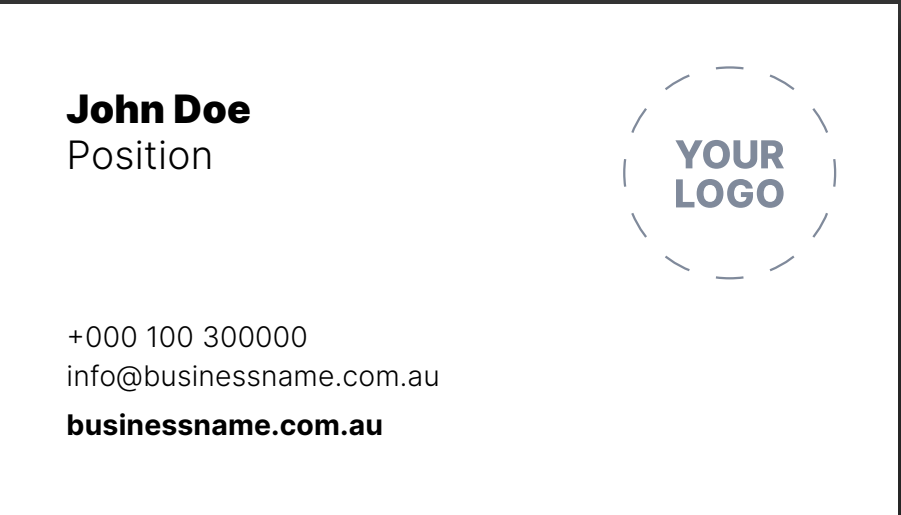 John Doe
Position
YOUR
LOGO
+000 100 300000
info@businessname.com.au
businessname.com.au